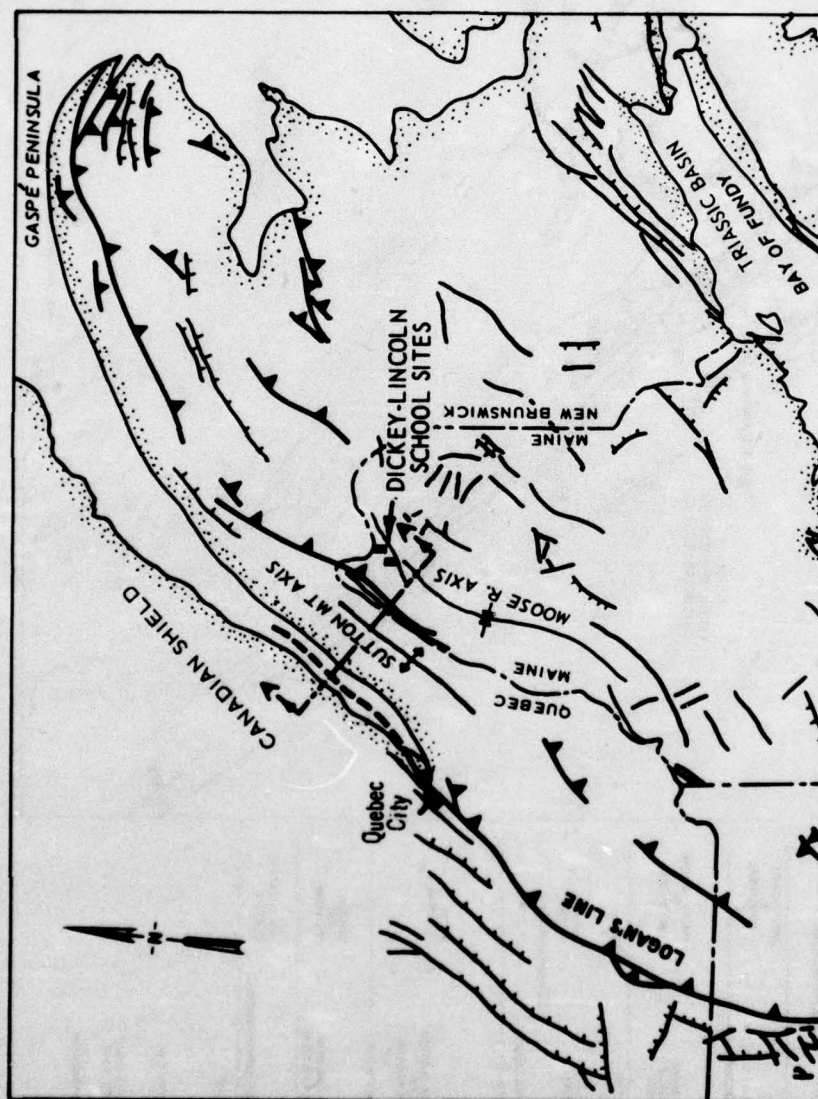 GASPÉ PENINSULA
CANADIAN SHIELD
TRIASSIC BASIN
BAY OF FUNDY
DICKEY-LINCOLN
SCHOOL SITES
MAINE
NEW BRUNSWICK
SUTTON MT AXIS
MOOSE R. AXIS
QUEBEC
MAINE
Quebec
City
LOGAN'S LINE
N
A
A